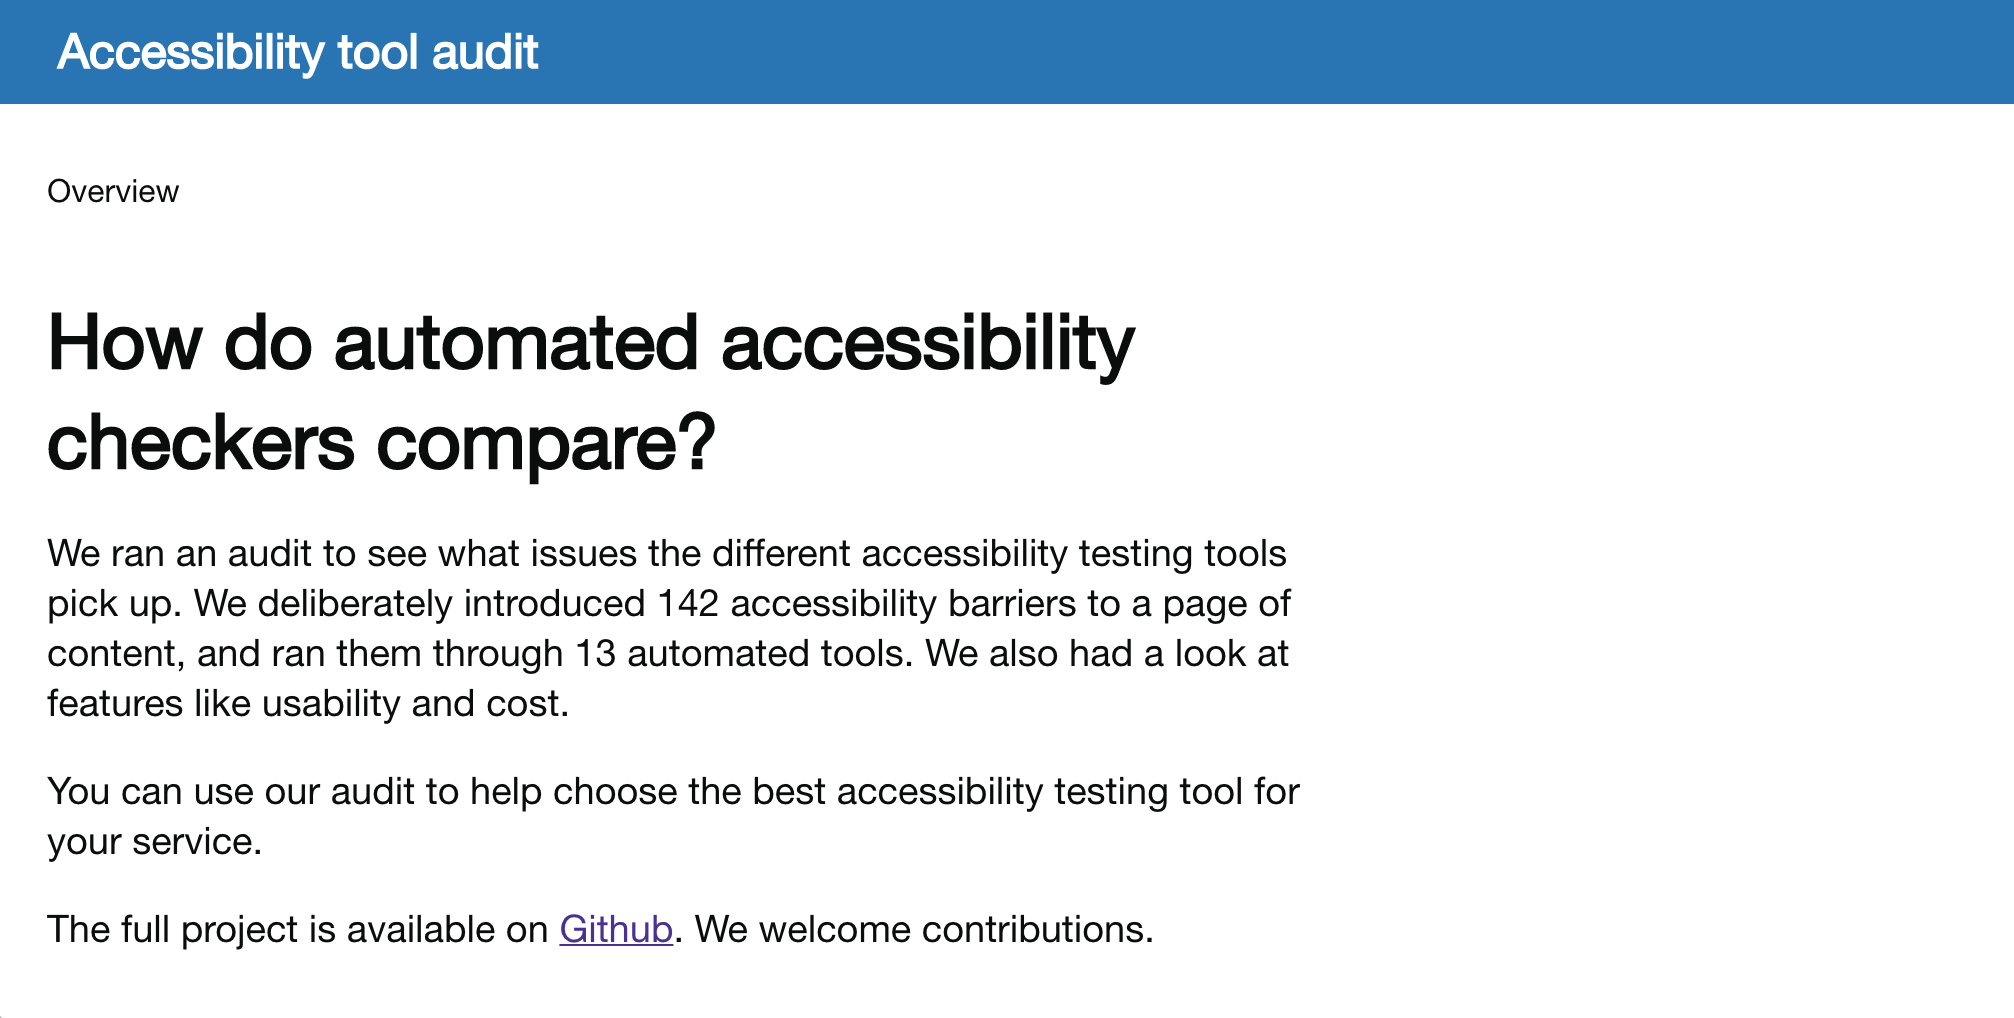 Accessibility tool audit
Overview
How do automated accessibility
checkers compare?
We ran an audit to see what issues the different accessibility testing tools
pick up. We deliberately introduced 142 accessibility barriers to a page of
content, and ran them through 13 automated tools. We also had a look at
features like usability and cost.
You can use our audit to help choose the best accessibility testing tool for
your service.
The full project is available on Github. We welcome contributions.